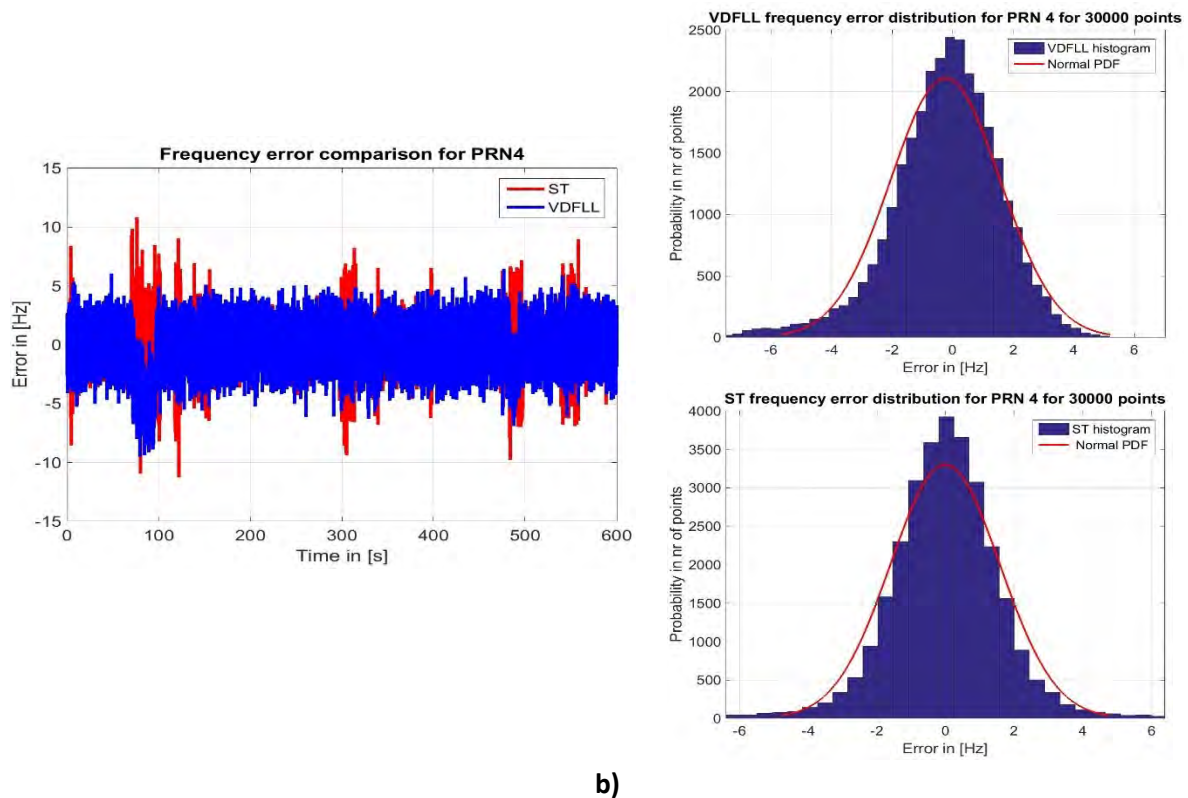 Frequency error comparison for PRN4
Error in [Hz]
15
10
5
0
-5
-10
-15
ST
VDFLL
0
100
200
300
400
500
600
Time in [s]
VDFLL frequency error distribution for PRN 4 for 30000 points
Probability in nr of points
2500
2000
1500
1000
500
0
VDFLL histogram
Normal PDF
-6
-4
-2
0
2
4
6
Error in [Hz]
ST frequency error distribution for PRN 4 for 30000 points
Probability in nr of points
4000
3500
3000
2500
2000
1500
1000
500
0
ST histogram
Normal PDF
-6
-4
-2
0
2
4
6
Error in [Hz]
b)